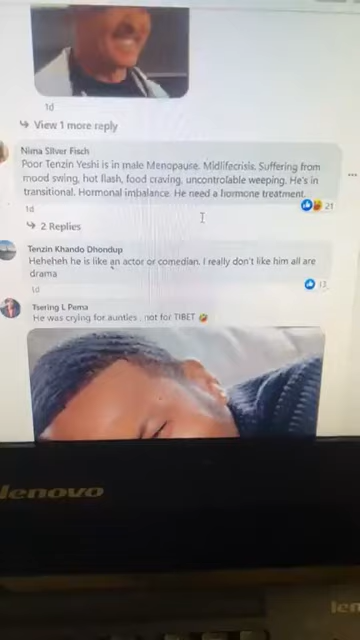 1d
View 1 more reply
Nima Silver Fisch
Poor Tenzin Yeshi is in male Menopause. Midlifecrisis. Suffering from
mood swing, hot flash, food craving, uncontrolable weeping. He's in
transitional. Hormonal imbalance. He need a hormone treatment.
1d
21
2 Replies
Tenzin Khando Dhondup
Heheheh he is like an actor or comedian. I really don't like him all are
drama
1d
13
Tsering L Pema
He was crying for aunties.. not for TIBET 🤣
lenovo
len